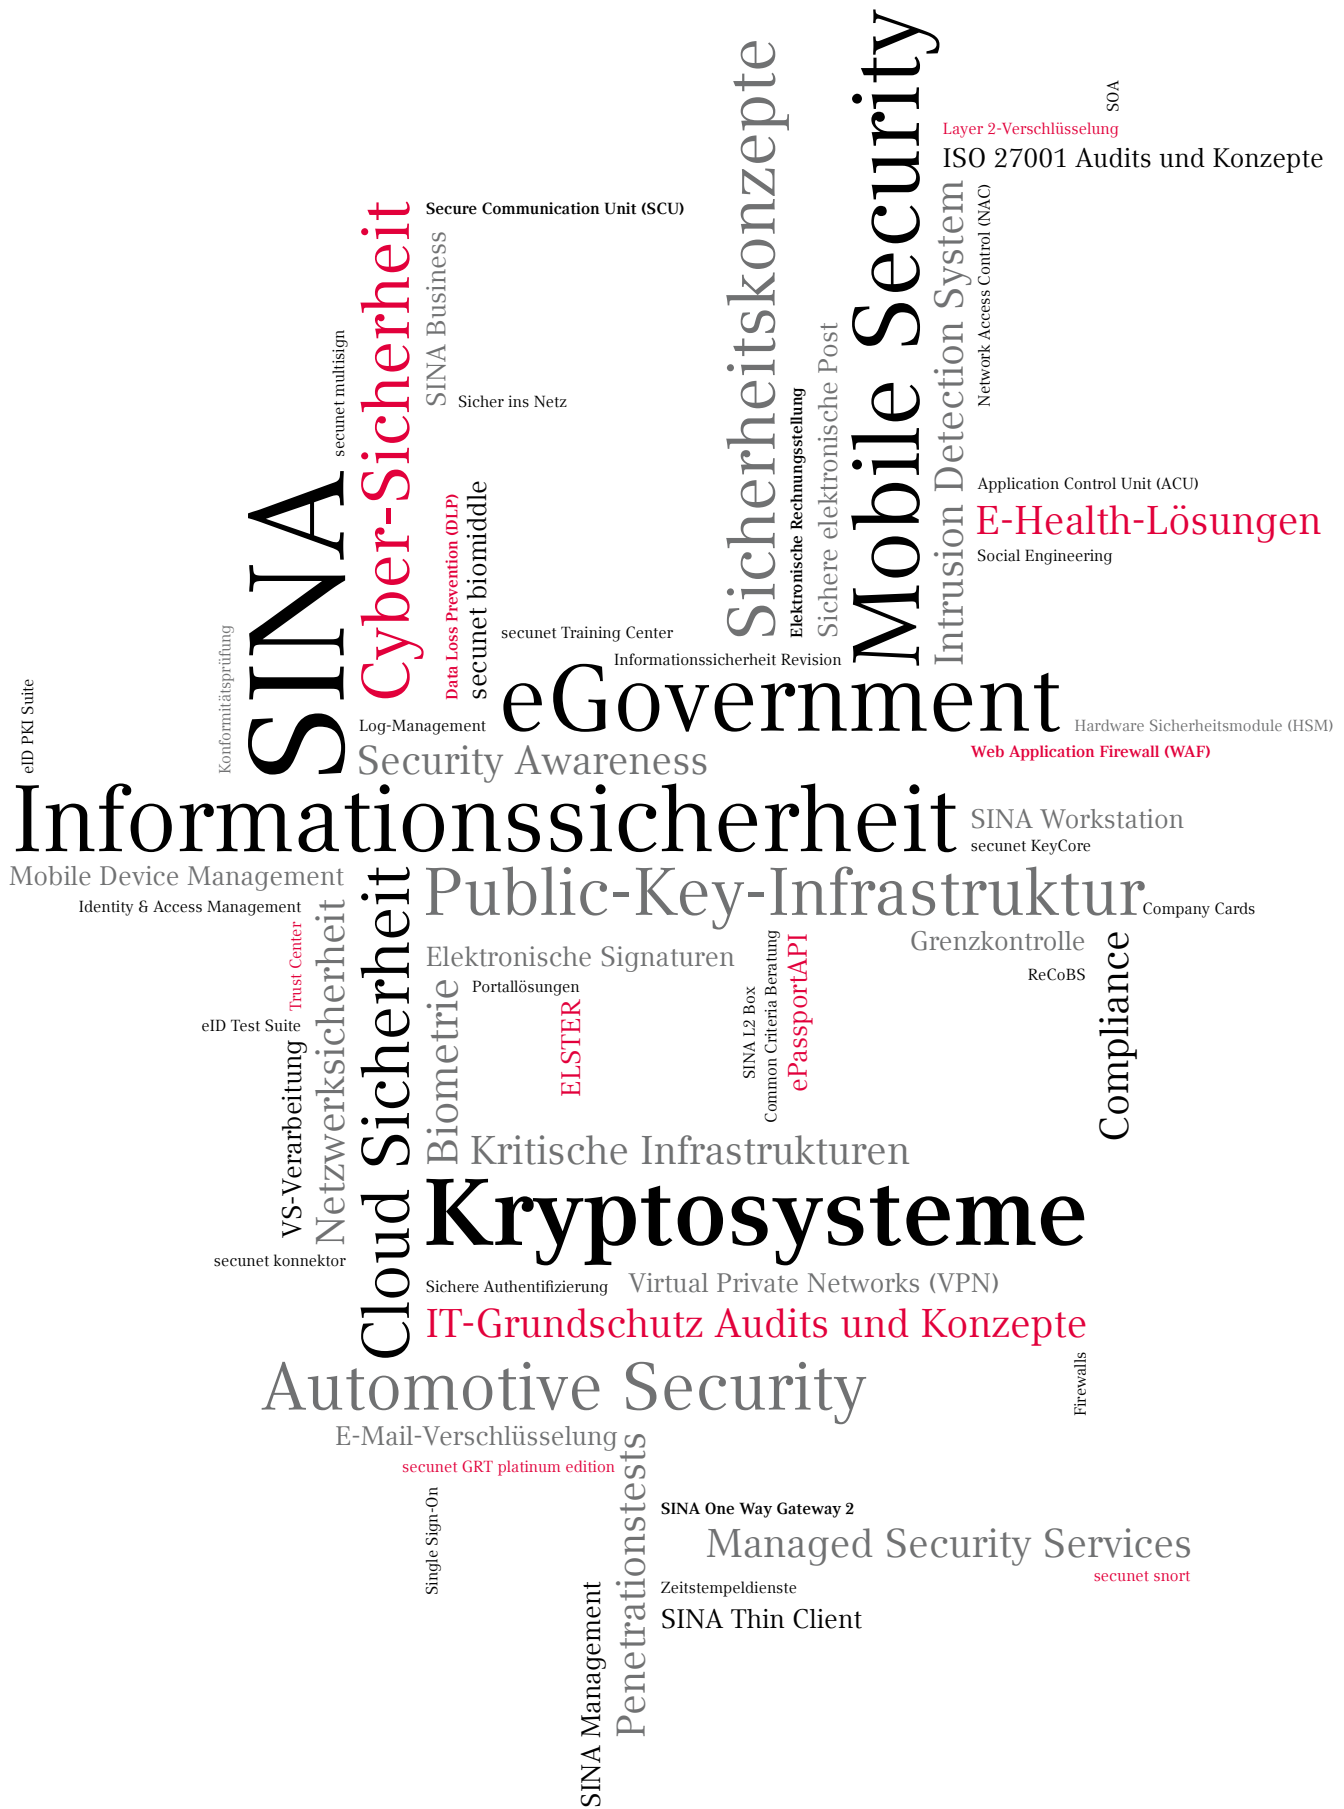 Mobile Security
Sicherheitskonzepte
SOA
Layer 2-Verschlüsselung
ISO 27001 Audits und Konzepte
Intrusion Detection System
Network Access Control (NAC)
Cyber-Sicherheit
Secure Communication Unit (SCU)
SINA Business
secunet multisign
Sicher ins Netz
Elektronische Rechnungsstellung
Sichere elektronische Post
SINA
Application Control Unit (ACU)
E-Health-Lösungen
Social Engineering
Data Loss Prevention (DLP)
secunet biomiddle
Konformitätsprüfung
secunet Training Center
Informationssicherheit Revision
eID PKI Suite
eGovernment
Log-Management
Hardware Sicherheitsmodule (HSM)
Security Awareness
Web Application Firewall (WAF)
Informationssicherheit
SINA Workstation
secunet KeyCore
Mobile Device Management
Public-Key-Infrastruktur
Identity & Access Management
Company Cards
Cloud Sicherheit
Netzwerksicherheit
Trust Center
Elektronische Signaturen
Grenzkontrolle
ReCoBS
Compliance
Portallösungen
Biometrie
ELSTER
SINA L2 Box
Common Criteria Beratung
ePassportAPI
eID Test Suite
VS-Verarbeitung
Kritische Infrastrukturen
Kryptosysteme
secunet konnektor
Sichere Authentifizierung
Virtual Private Networks (VPN)
IT-Grundschutz Audits und Konzepte
Firewalls
Automotive Security
E-Mail-Verschlüsselung
secunet GRT platinum edition
Penetrationstests
Single Sign-On
SINA One Way Gateway 2
Managed Security Services
secunet snort
Zeitstempeldienste
SINA Thin Client
SINA Management